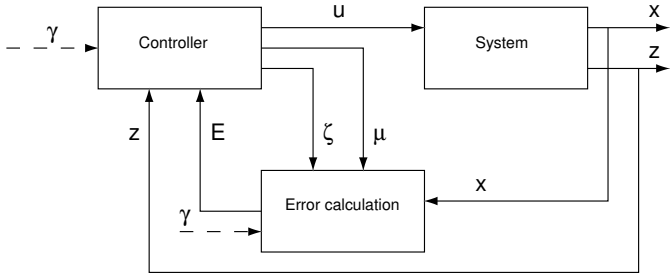 u
x
γ
Controller
System
z
z
E
ζ
μ
x
γ
Error calculation